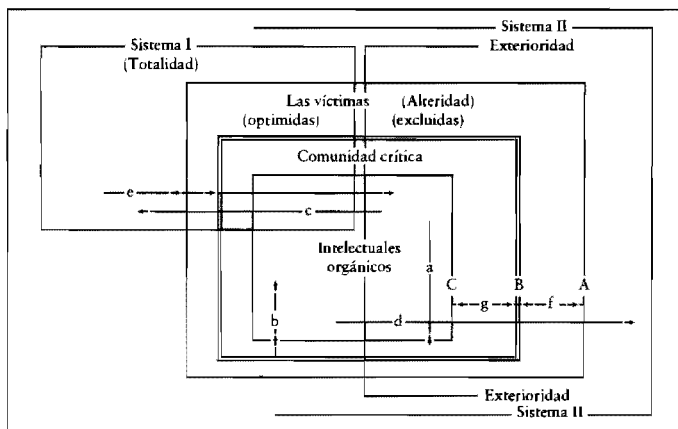 Sistema II
Sistema I
Exterioridad
(Totalidad)
Las víctimas (Alteridad)
(optimidas) (excluidas)
Comunidad crítica
e
c
Intelectuales
orgánicos
a
C B A
g f
b d
Exterioridad
Sistema II